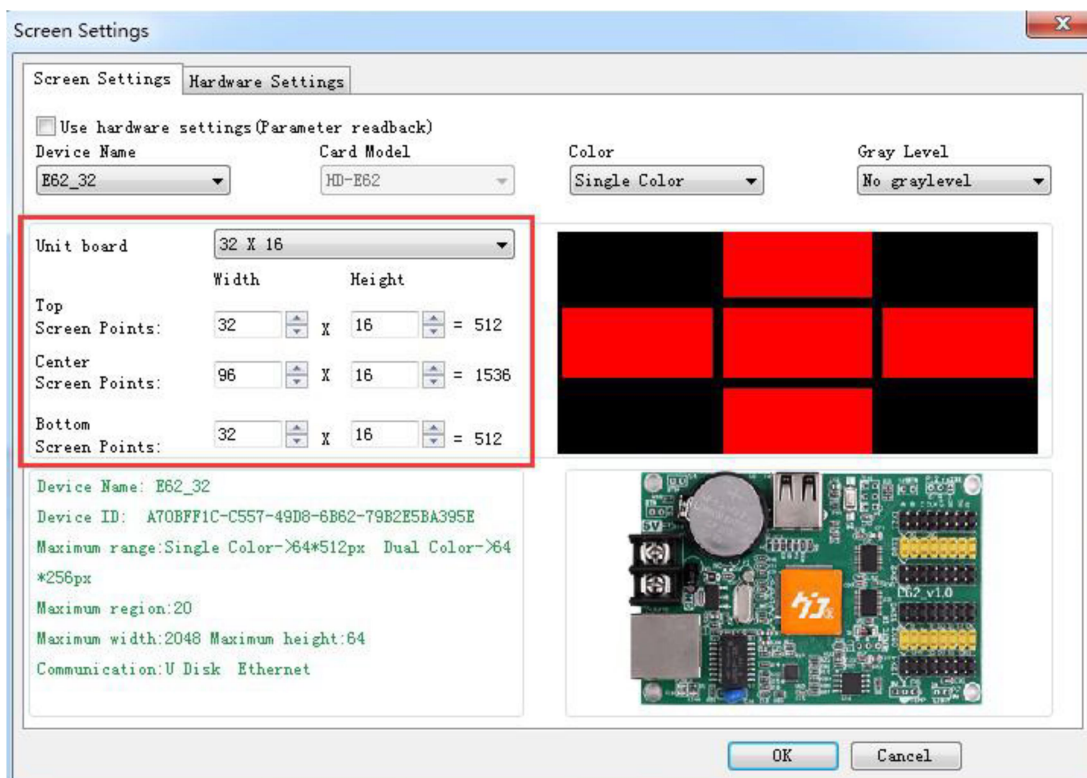 Screen Settings
X
Screen Settings
Hardware Settings
Use hardware settings(Parameter readback)
Device Name
Card Model
Color
Gray Level
E62_32
HD-E62
Single Color
No graylevel
Unit board
32 X 16
Width
Height
Top
Screen Points:
32
X
16
= 512
Center
Screen Points:
96
X
16
= 1536
Bottom
Screen Points:
32
X
16
= 512
Device Name: E62_32
Device ID: A70BFF1C-C557-49D8-6B62-79B2E5BA395E
Maximum range:Single Color->64*512px Dual Color->64
*256px
Maximum region:20
Maximum width:2048 Maximum height:64
Communication:U Disk Ethernet
5V
E62_v1.0
OK
Cancel